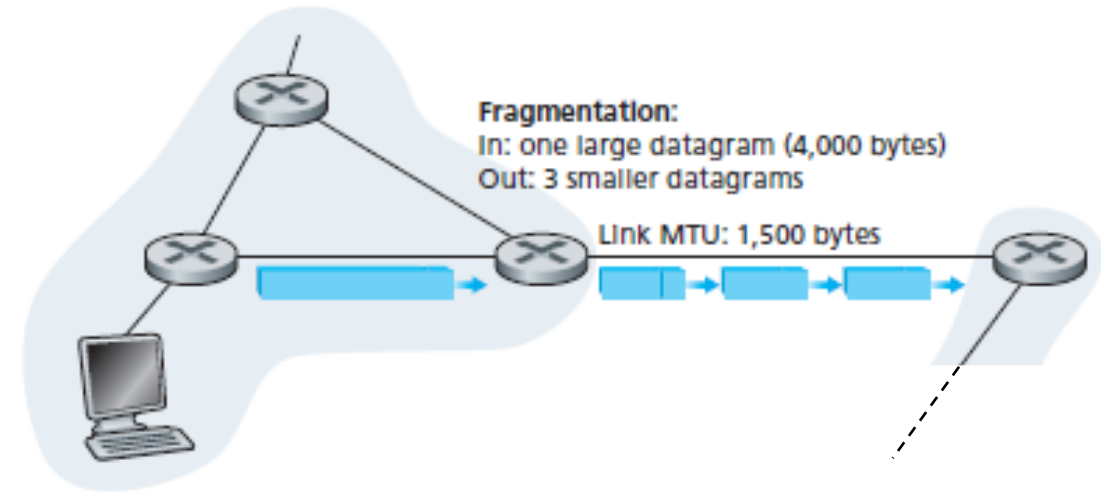 Fragmentation:
In: one large datagram (4,000 bytes)
Out: 3 smaller datagrams
Link MTU: 1,500 bytes